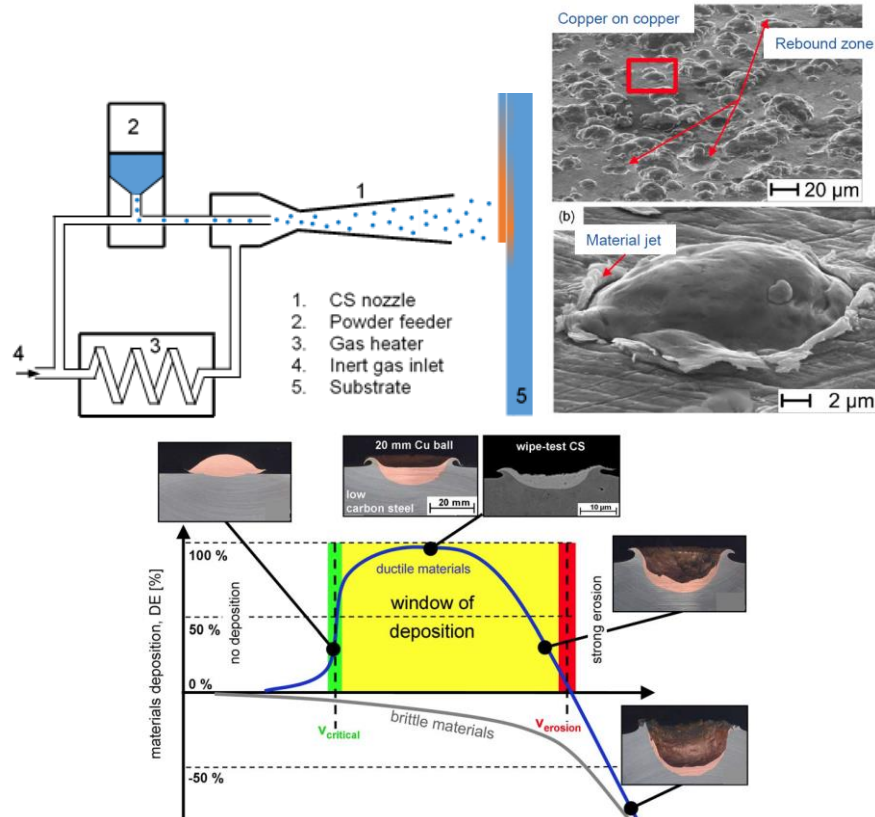 2
1
3
4
5
1. CS nozzle
2. Powder feeder
3. Gas heater
4. Inert gas inlet
5. Substrate
Copper on copper
Rebound zone
20 µm
(b)
Material jet
2 µm
20 mm Cu ball
low
carbon steel
20 mm
wipe-test CS
10 µm
materials deposition, DE [%]
100 %
50 %
0 %
-50 %
no deposition
ductile materials
window of
deposition
strong erosion
Vcritical
brittle materials
Verosion